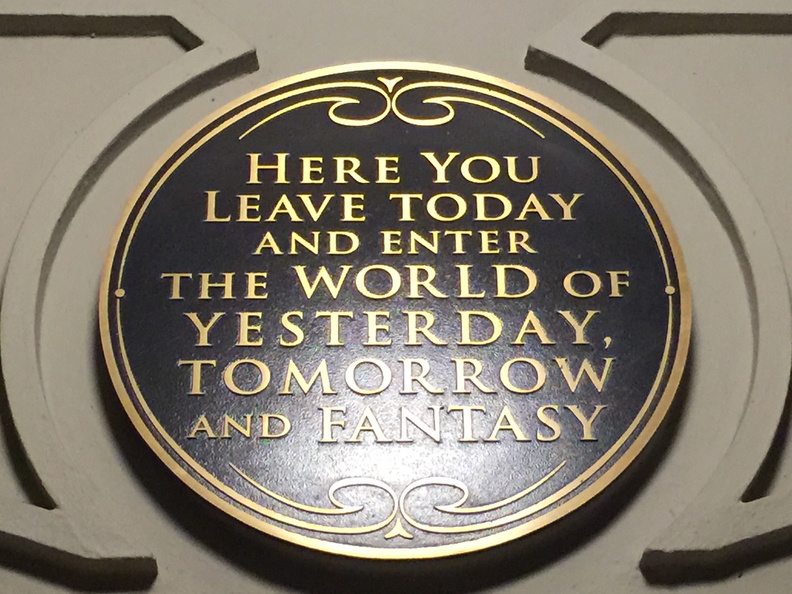 HERE YOU
LEAVE TODAY
AND ENTER
THE WORLD OF
YESTERDAY,
TOMORROW
AND FANTASY